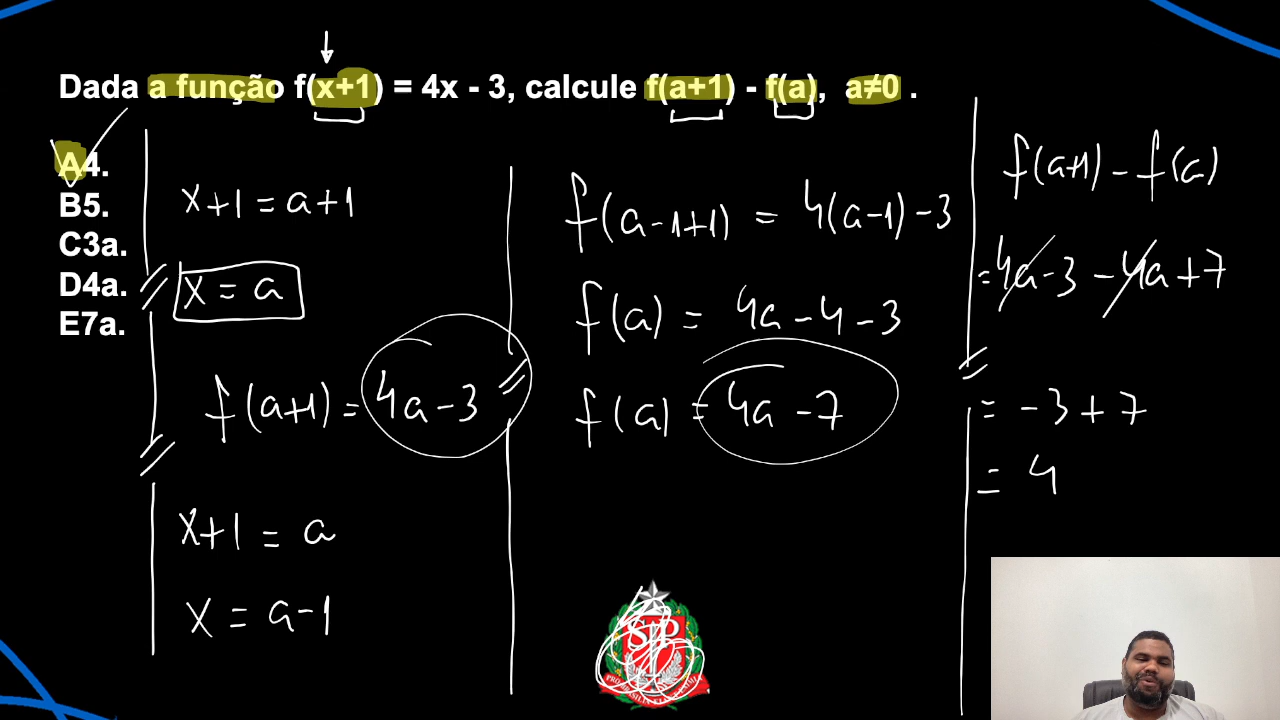 Dada a função f(x+1) = 4x - 3, calcule f(a+1) - f(a), a≠0 .
A4.
B5.
C3a.
D4a.
E7a.
x+1 = a+1
x = a
f(a+1) = 4a-3
x+1 = a
x = a-1
f(a-1+1) = 4(a-1)-3
f(a) = 4a-4-3
f(a) = 4a-7
f(a+1) - f(a)
= 4a-3 - 4a+7
= -3+7
= 4
SP